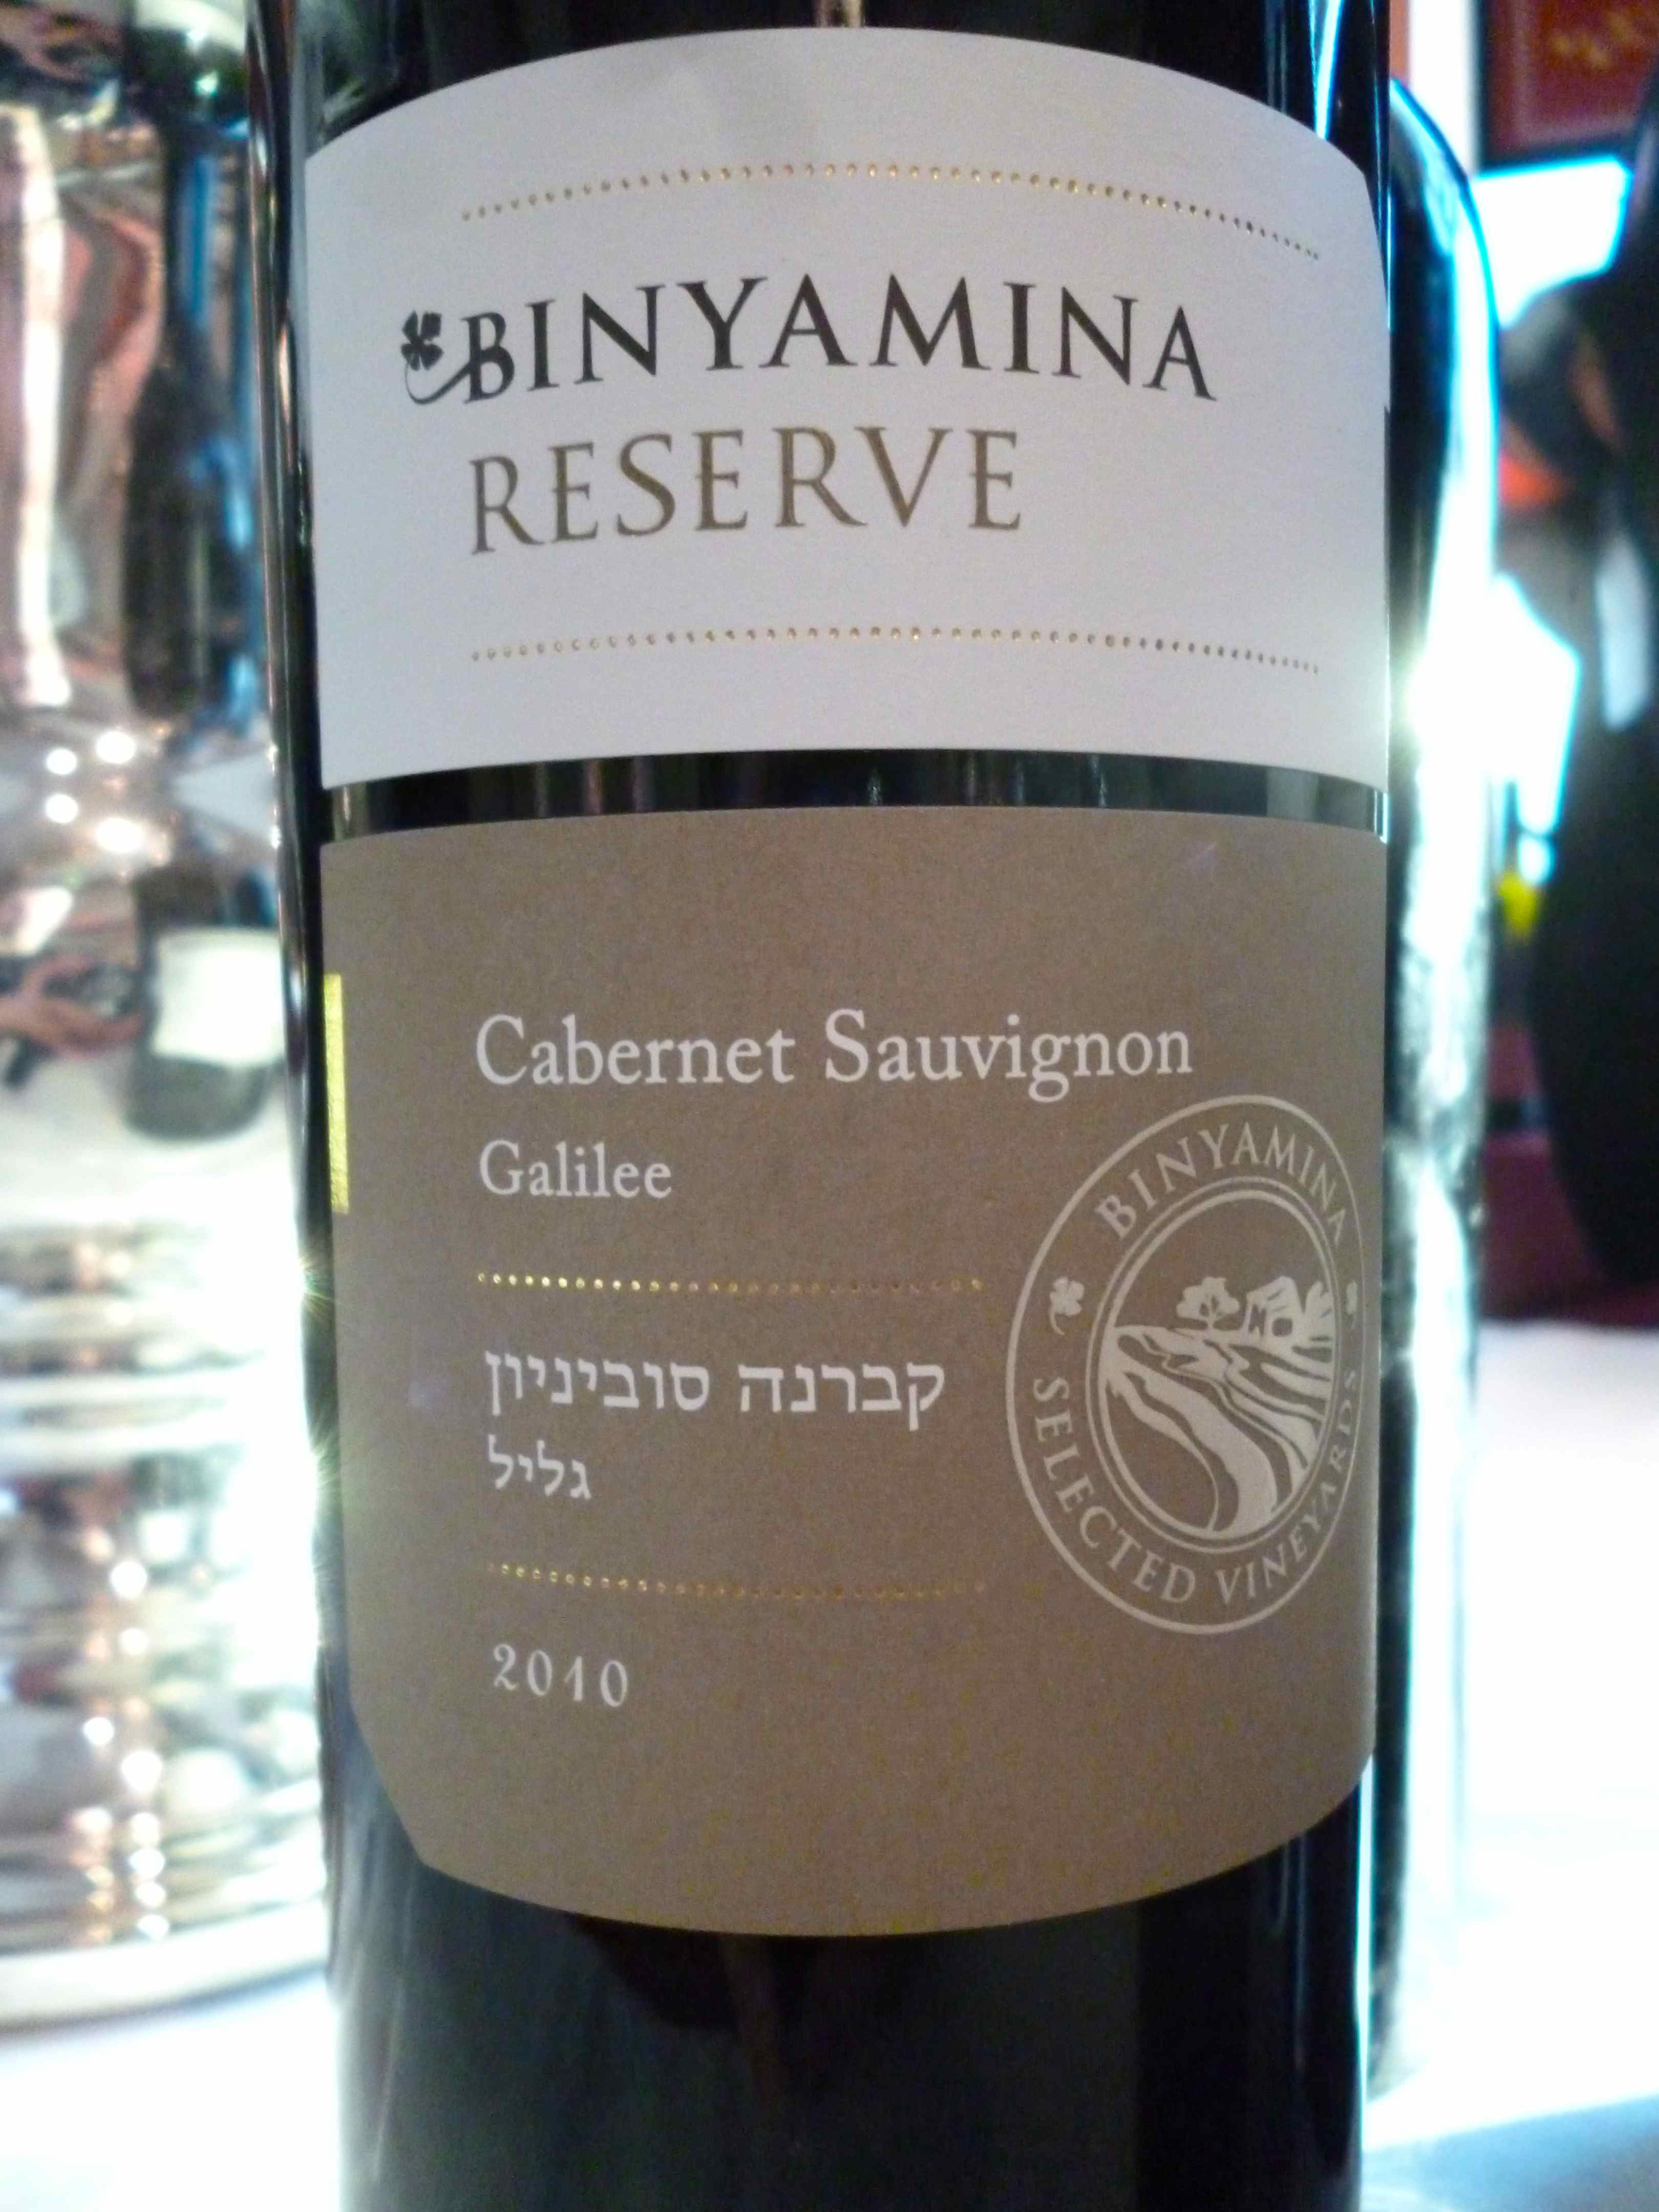 BINYAMINA
RESERVE
Cabernet Sauvignon
Galilee
קברנה סוביניון
גליל
2010
BINYAMINA
SELECTED VINEYARDS